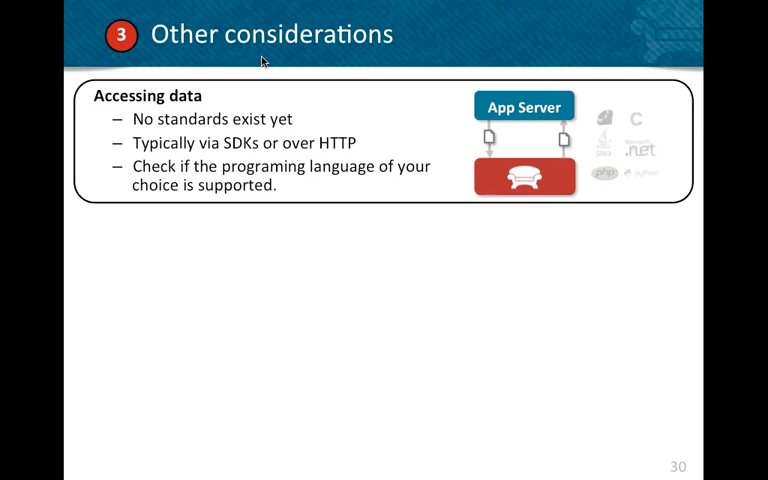 3 Other considerations
Accessing data
– No standards exist yet
– Typically via SDKs or over HTTP
– Check if the programing language of your
choice is supported.
App Server
C
Java
Microsoft
.net
php
python
30